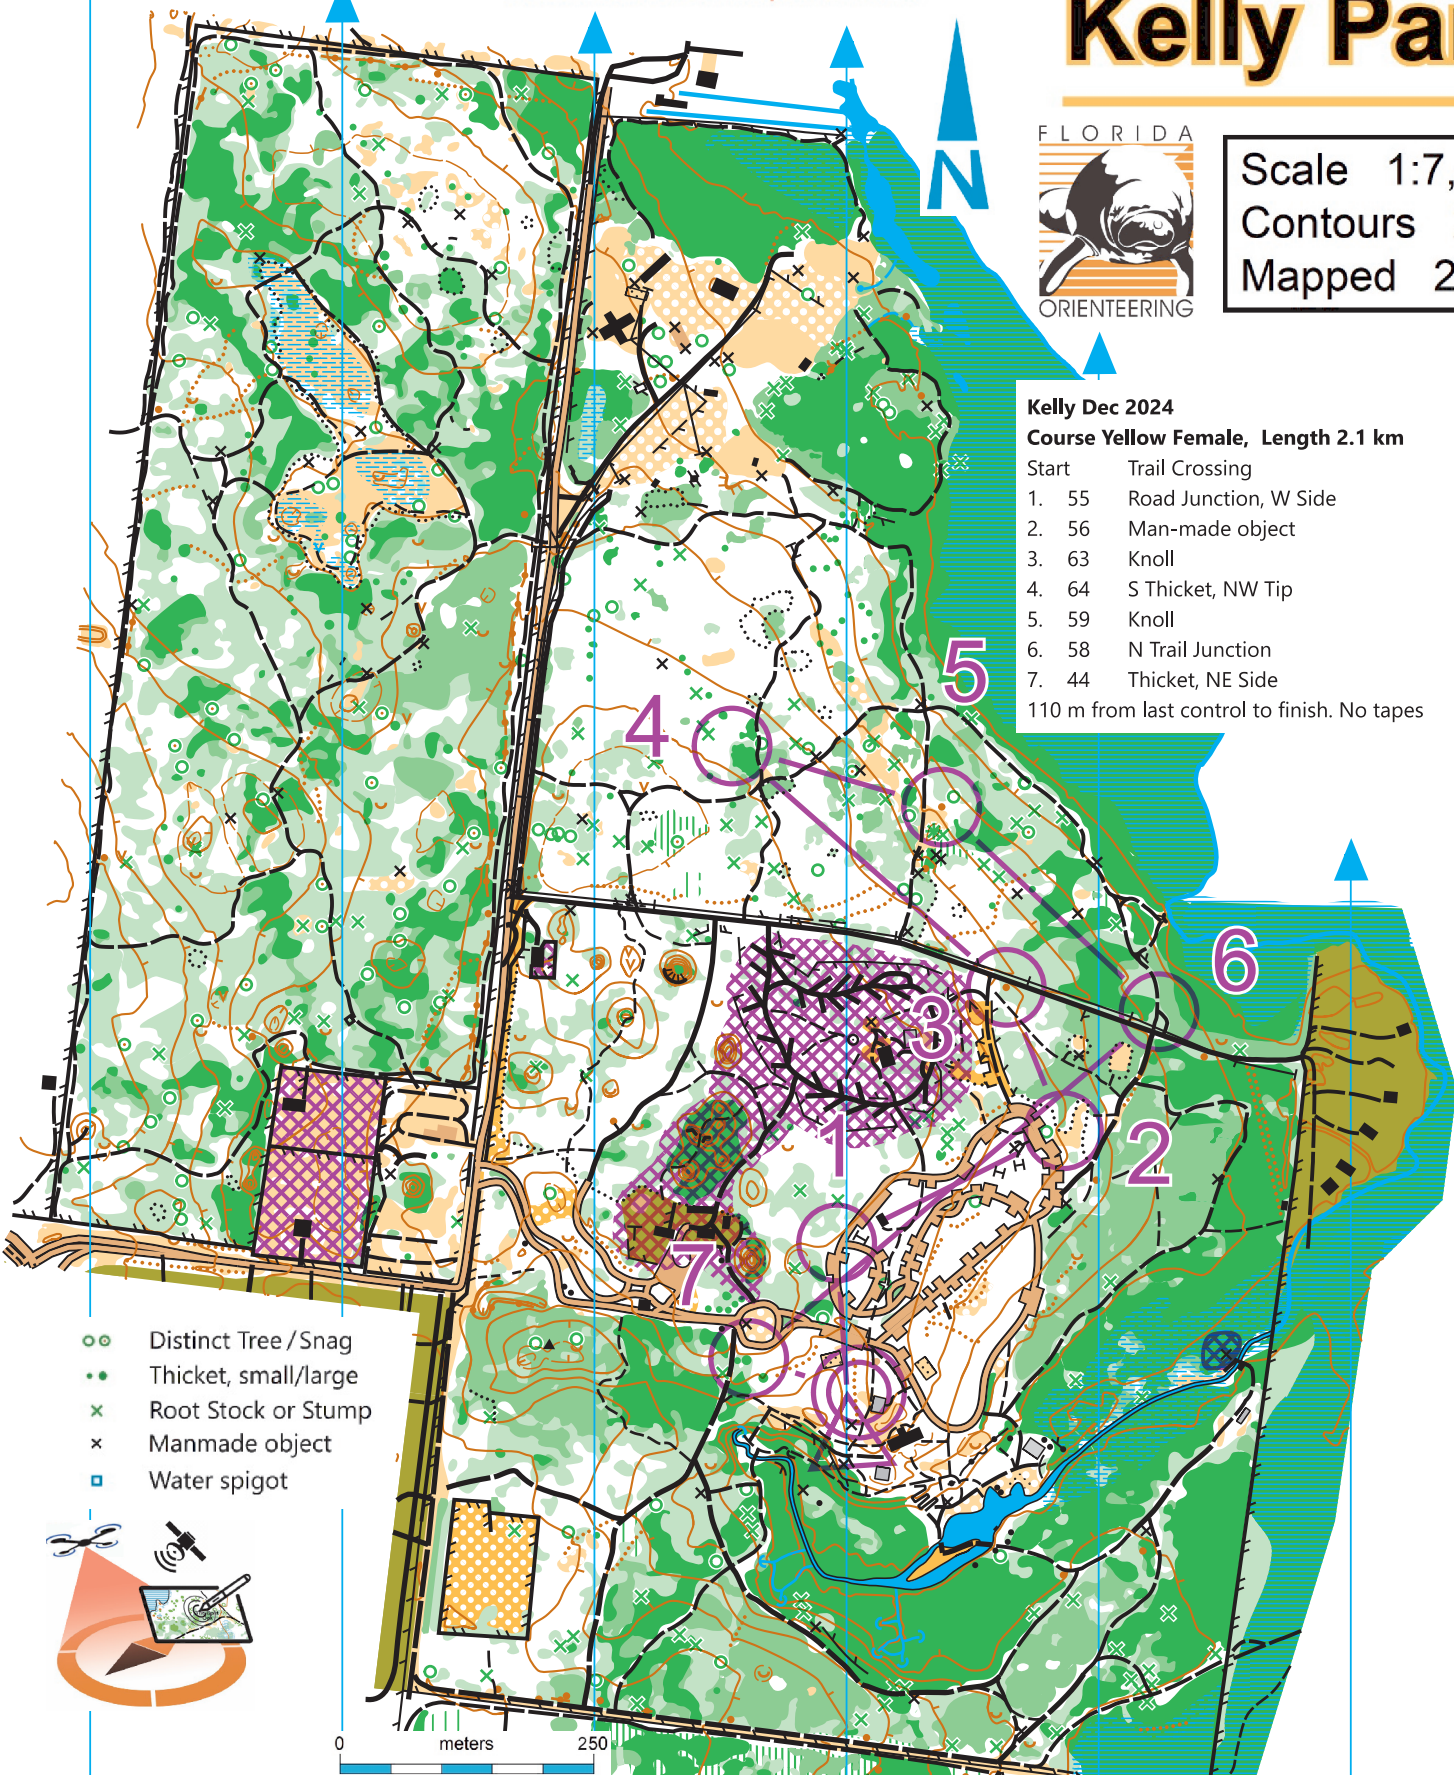 Kelly Par
N
FLORIDA
ORIENTEERING
Scale 1:7,
Contours
Mapped 2
Kelly Dec 2024
Course Yellow Female, Length 2.1 km
Start Trail Crossing
1. 55 Road Junction, W Side
2. 56 Man-made object
3. 63 Knoll
4. 64 S Thicket, NW Tip
5. 59 Knoll
6. 58 N Trail Junction
7. 44 Thicket, NE Side
110 m from last control to finish. No tapes
5
4
6
3
1
2
7
Distinct Tree / Snag
Thicket, small/large
Root Stock or Stump
Manmade object
Water spigot
0 meters 250